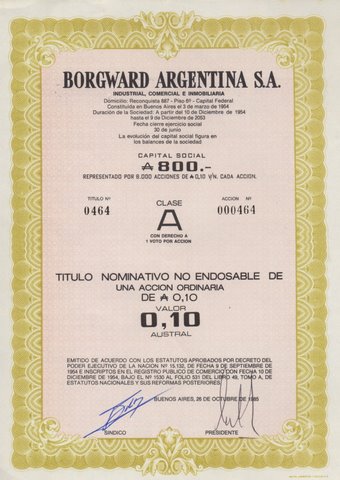 BORGWARD ARGENTINA S.A.
INDUSTRIAL, COMERCIAL E INMOBILIARIA
Domicilio: Reconquista 887 - Piso 6º - Capital Federal
Constituída en Buenos Aires el 3 de marzo de 1954
Duración de la Sociedad: A partir del 10 de Diciembre de 1954
hasta el 9 de Diciembre de 2053
Fecha cierre ejercicio social
30 de junio
La evolución del capital social figura en
los balances de la sociedad
CAPITAL SOCIAL
₳ 800.-
REPRESENTADO POR 8.000 ACCIONES DE ₳ 0,10 V/N. CADA ACCION.
TITULO Nº
0464
CLASE
A
CON DERECHO A
1 VOTO POR ACCION
ACCION Nº
000464
TITULO NOMINATIVO NO ENDOSABLE DE
UNA ACCION ORDINARIA
DE ₳ 0,10
VALOR
0,10
AUSTRAL
EMITIDO DE ACUERDO CON LOS ESTATUTOS APROBADOS POR DECRETO DEL
PODER EJECUTIVO DE LA NACION Nº 15.132, DE FECHA 9 DE SEPTIEMBRE DE
1954 E INSCRIPTOS EN EL REGISTRO PUBLICO DE COMERCIO CON FECHA 10 DE
DICIEMBRE DE 1954, BAJO EL Nº 1530 AL FOLIO 531 DEL LIBRO 49, TOMO A, DE
ESTATUTOS NACIONALES Y SUS REFORMAS POSTERIORES.
BUENOS AIRES, 26 DE OCTUBRE DE 1985
SINDICO
PRESIDENTE